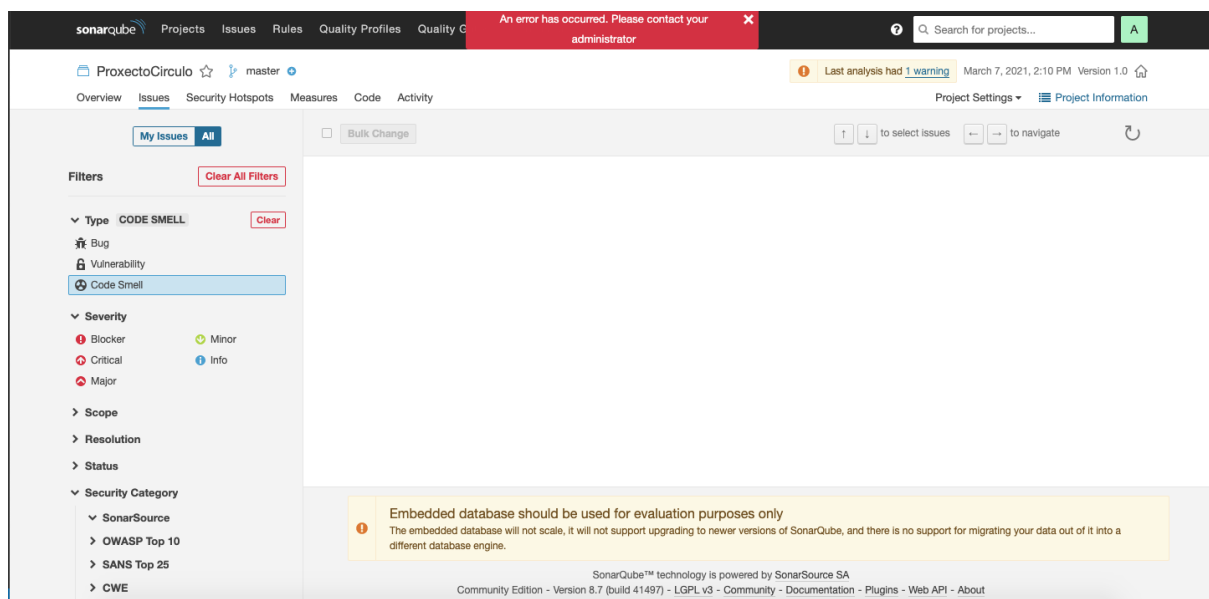 An error has occurred. Please contact your
administrator
sonarqube Projects Issues Rules Quality Profiles Quality G
Search for projects...
A
ProxectoCirculo master
Last analysis had 1 warning March 7, 2021, 2:10 PM Version 1.0
Overview Issues Security Hotspots Measures Code Activity
Project Settings Project Information
My Issues All
Bulk Change
to select issues to navigate
Filters Clear All Filters
Type CODE SMELL Clear
Bug
Vulnerability
Code Smell
Severity
Blocker Minor
Critical Info
Major
Scope
Resolution
Status
Security Category
SonarSource
OWASP Top 10
SANS Top 25
CWE
Embedded database should be used for evaluation purposes only
The embedded database will not scale, it will not support upgrading to newer versions of SonarQube, and there is no support for migrating your data out of it into a
different database engine.
SonarQube™ technology is powered by SonarSource SA
Community Edition - Version 8.7 (build 41497) - LGPL v3 - Community - Documentation - Plugins - Web API - About